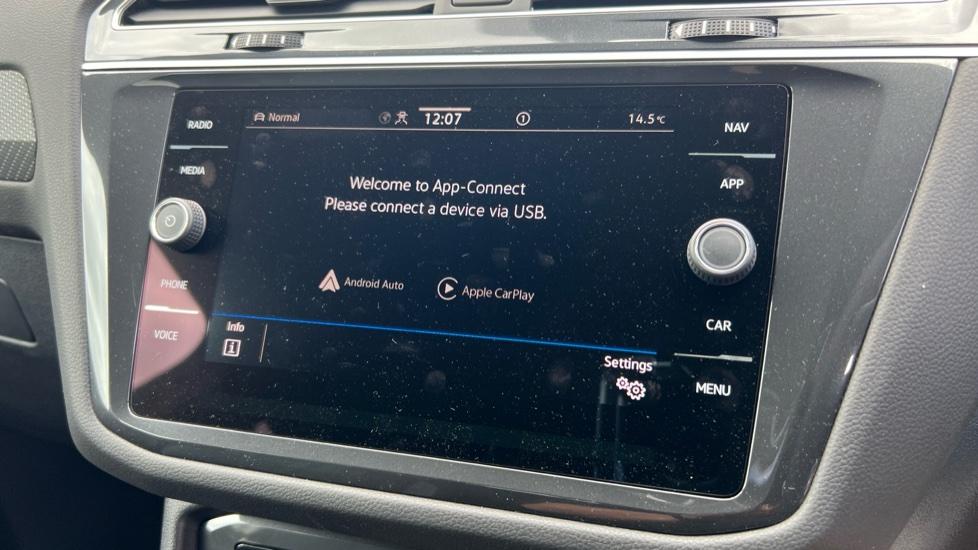 RADIO
MEDIA
PHONE
VOICE
Normal
12:07
1
14.5°C
Welcome to App-Connect
Please connect a device via USB.
Android Auto
Apple CarPlay
Info
i
Settings
NAV
APP
CAR
MENU